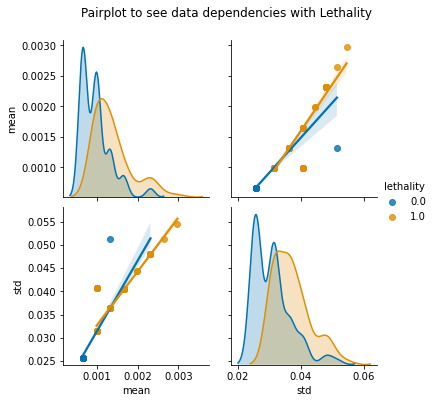 Pairplot to see data dependencies with Lethality
0.0030
0.0025
0.0020
0.0015
0.0010
mean
lethality
0.0
1.0
0.055
0.050
0.045
0.040
0.035
0.030
0.025
std
0.001 0.002 0.003
mean
0.02 0.04 0.06
std